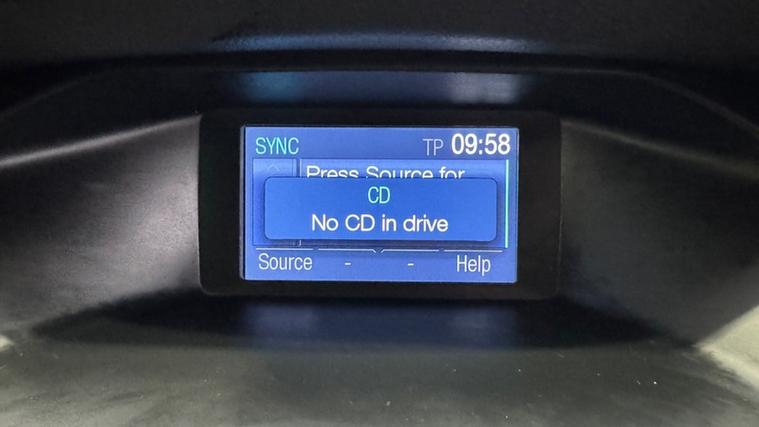 SYNC TP 09:58
Press Source for
CD
No CD in drive
Source - - Help